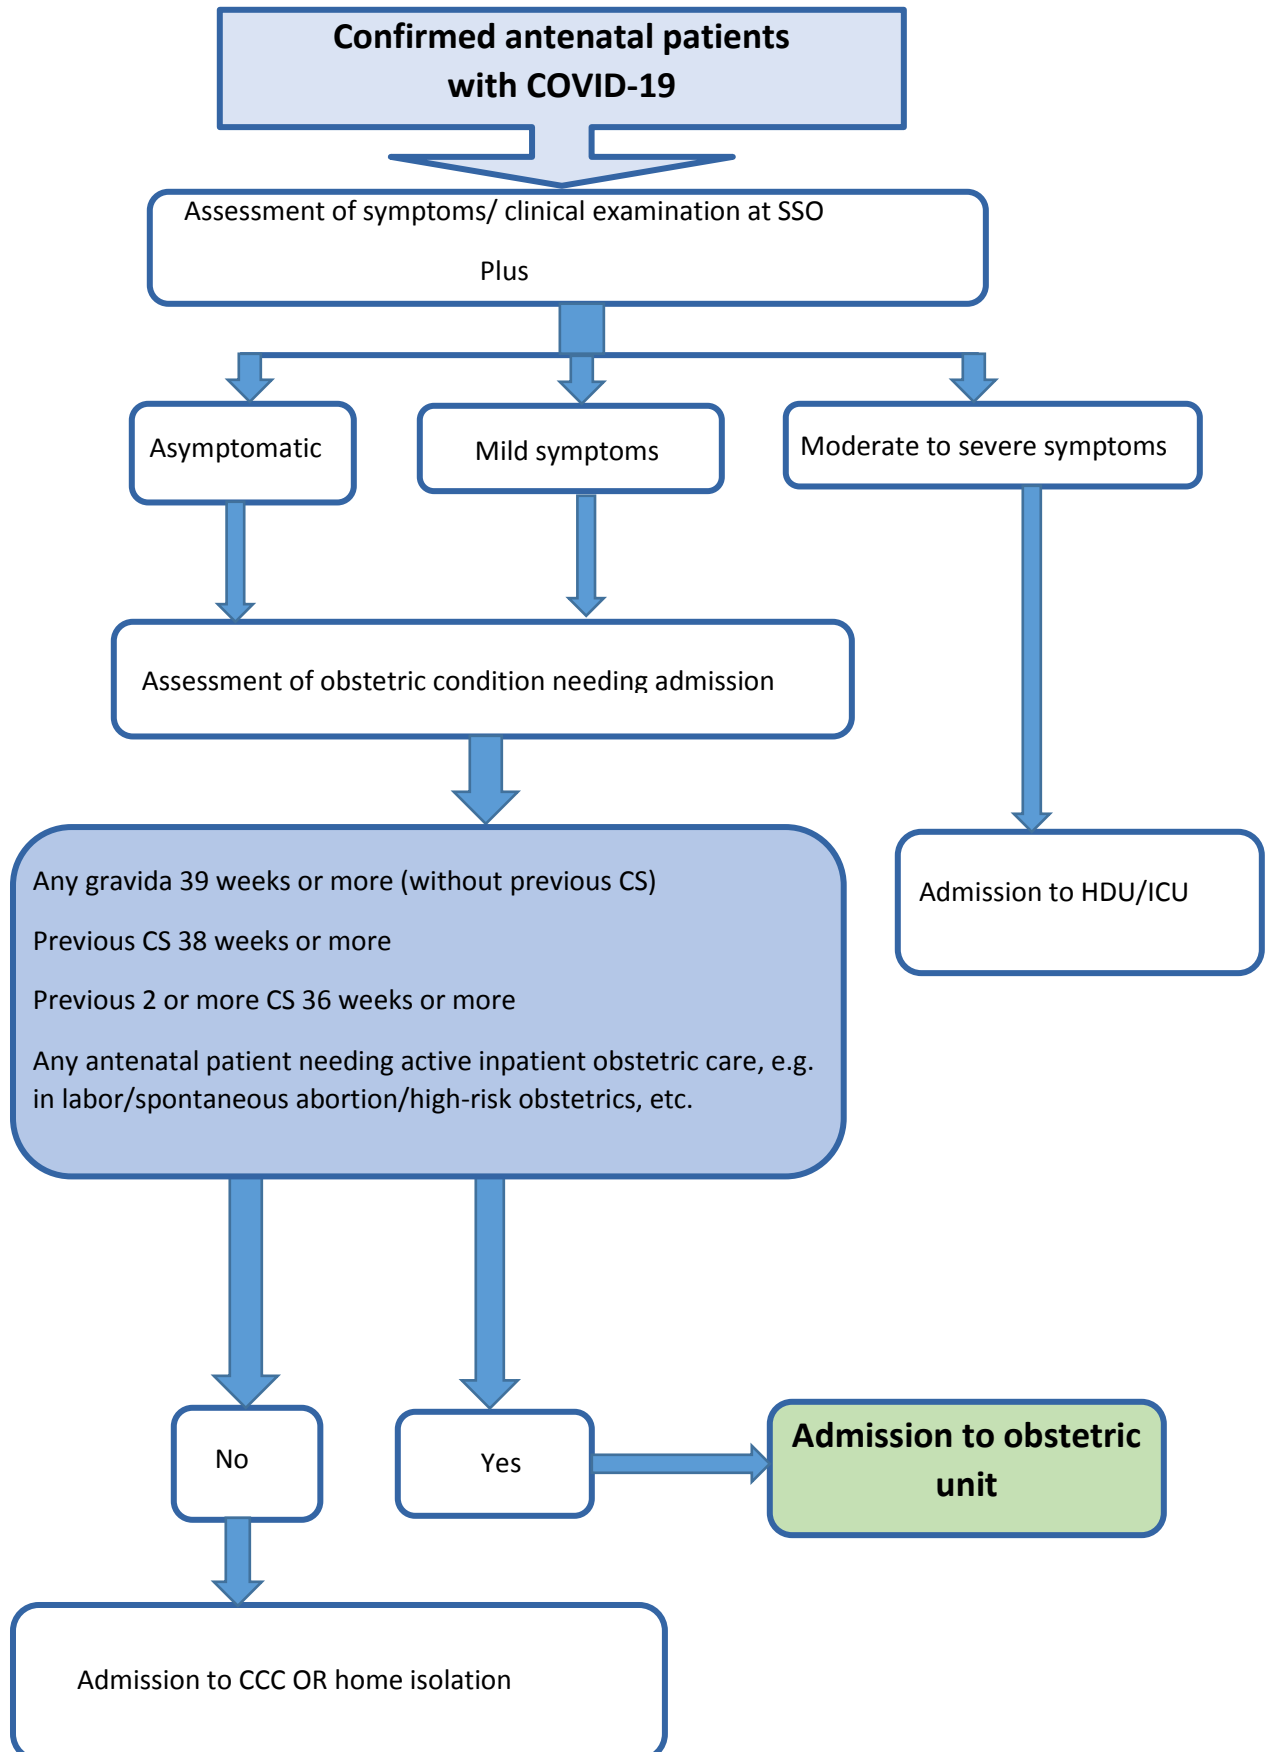 Confirmed antenatal patients
with COVID-19
Assessment of symptoms/ clinical examination at SSO
Plus
Asymptomatic
Mild symptoms
Moderate to severe symptoms
Assessment of obstetric condition needing admission
Any gravida 39 weeks or more (without previous CS)
Previous CS 38 weeks or more
Previous 2 or more CS 36 weeks or more
Any antenatal patient needing active inpatient obstetric care, e.g.
in labor/spontaneous abortion/high-risk obstetrics, etc.
Admission to HDU/ICU
No
Yes
Admission to obstetric
unit
Admission to CCC OR home isolation